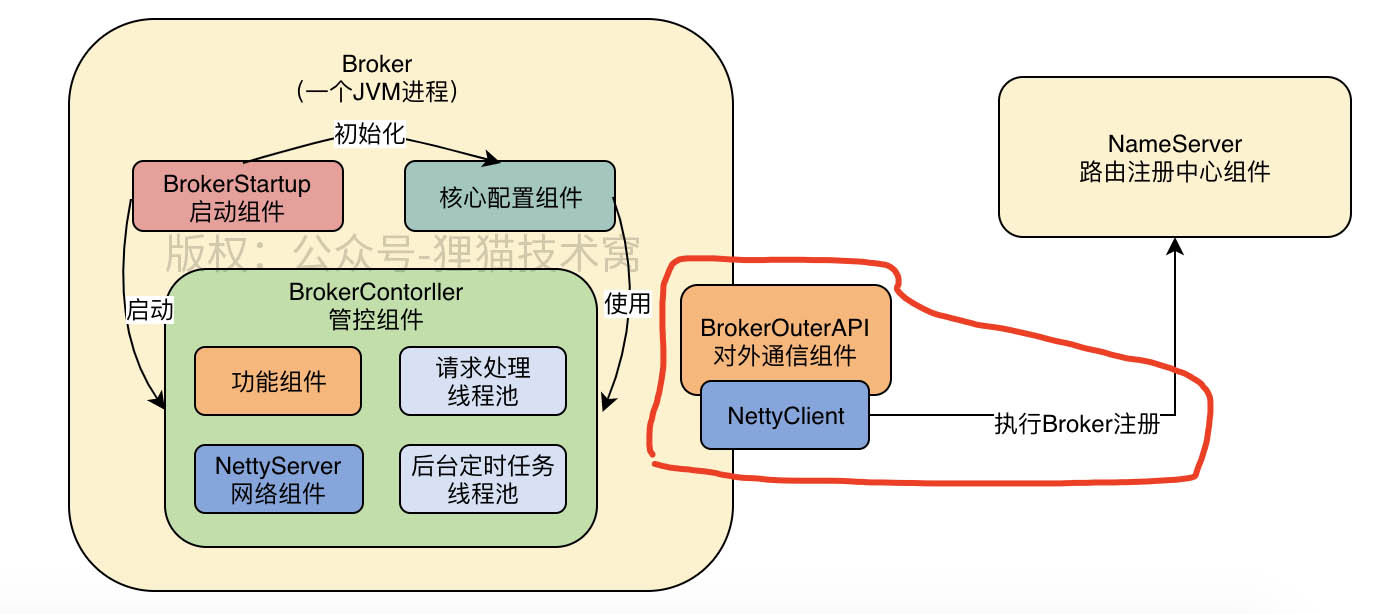 Broker
（一个JVM进程）
初始化
BrokerStartup
启动组件
核心配置组件
版权：公众号-狸猫技术窝
启动
使用
BrokerContorller
管控组件
功能组件
请求处理
线程池
NettyServer
网络组件
后台定时任务
线程池
BrokerOuterAPI
对外通信组件
NettyClient
执行Broker注册
NameServer
路由注册中心组件